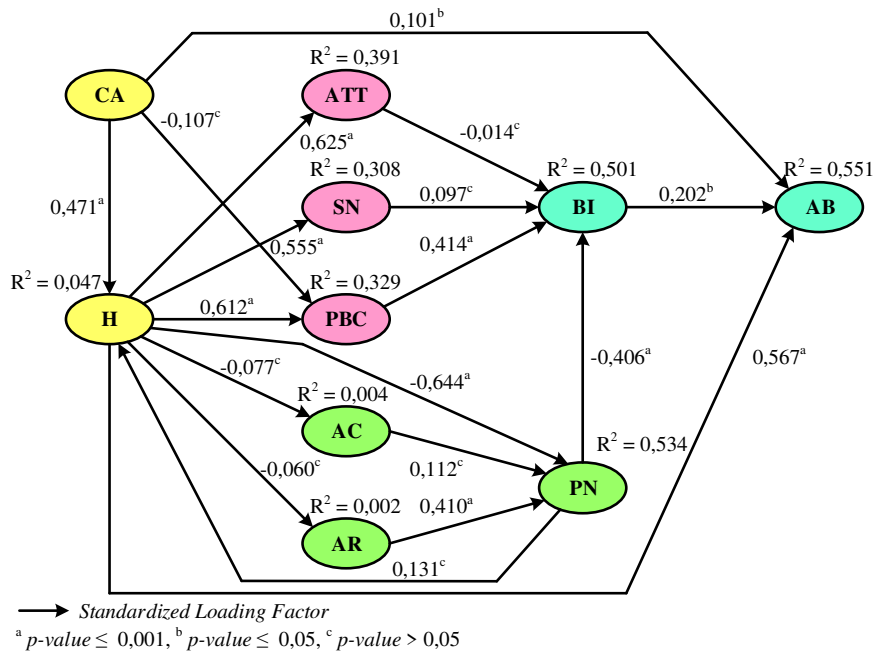 0,101ᵇ
R² = 0,391
CA
ATT
-0,107ᶜ
-0,014ᶜ
0,625ᵃ
R² = 0,308
R² = 0,501
R² = 0,551
0,471ᵃ
SN
0,097ᶜ
BI
0,202ᵇ
AB
0,555ᵃ
0,414ᵃ
R² = 0,047
R² = 0,329
H
0,612ᵃ
PBC
-0,077ᶜ
-0,644ᵃ
-0,406ᵃ
0,567ᵃ
R² = 0,004
AC
R² = 0,534
-0,060ᶜ
0,112ᶜ
PN
R² = 0,002
0,410ᵃ
AR
0,131ᶜ
Standardized Loading Factor
ᵃ p-value ≤ 0,001, ᵇ p-value ≤ 0,05, ᶜ p-value > 0,05